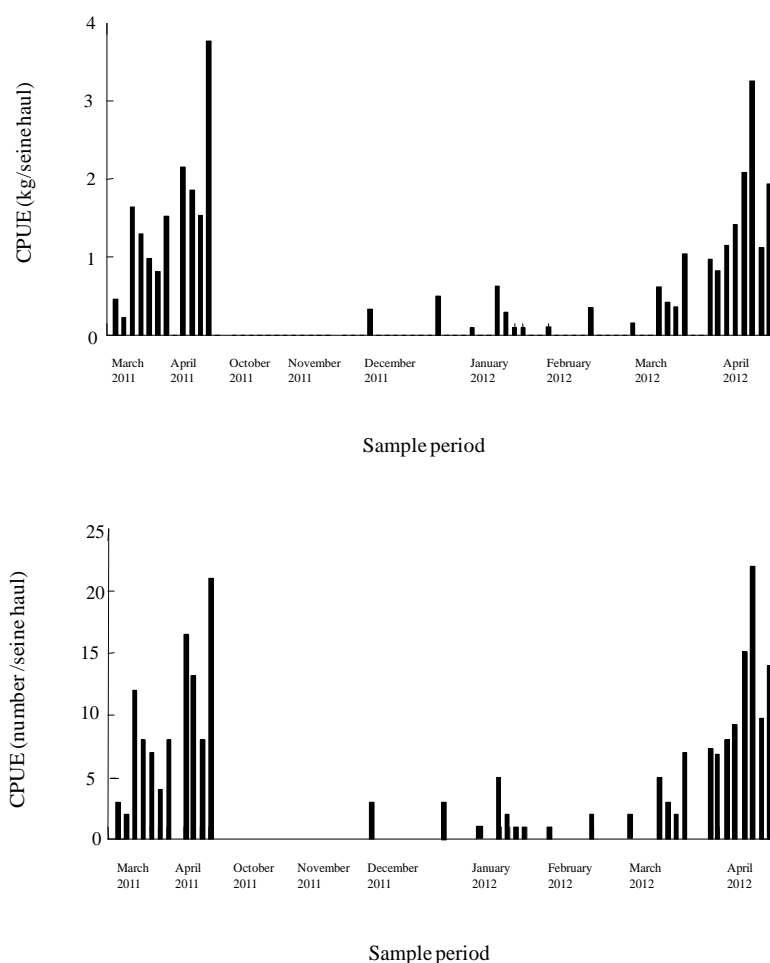 4
3
2
1
0
CPUE (kg/seine haul)
March April October November December January February March April
2011 2011 2011 2011 2011 2012 2012 2012 2012
Sample period
25
20
15
10
5
0
CPUE (number /seine haul)
March April October November December January February March April
2011 2011 2011 2011 2011 2012 2012 2012 2012
Sample period